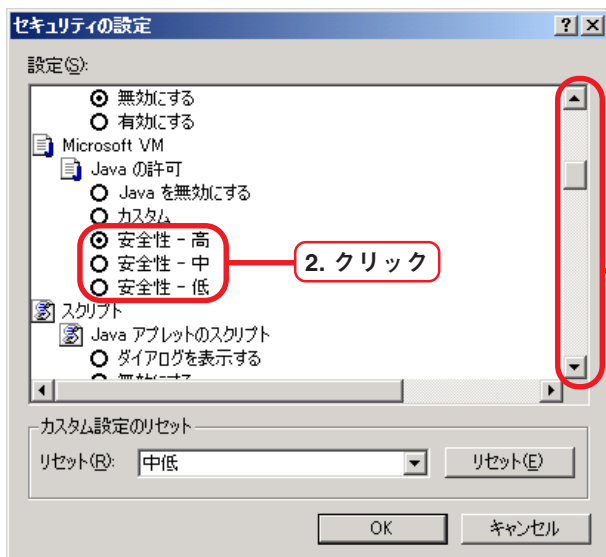 セキュリティの設定
設定(S):
無効にする
有効にする
Microsoft VM
Java の許可
Java を無効にする
カスタム
安全性 - 高
安全性 - 中
2. クリック
安全性 - 低
スクリプト
Java アプレットのスクリプト
ダイアログを表示する
カスタム設定のリセット
リセット(R): 中低 リセット(E)
OK キャンセル